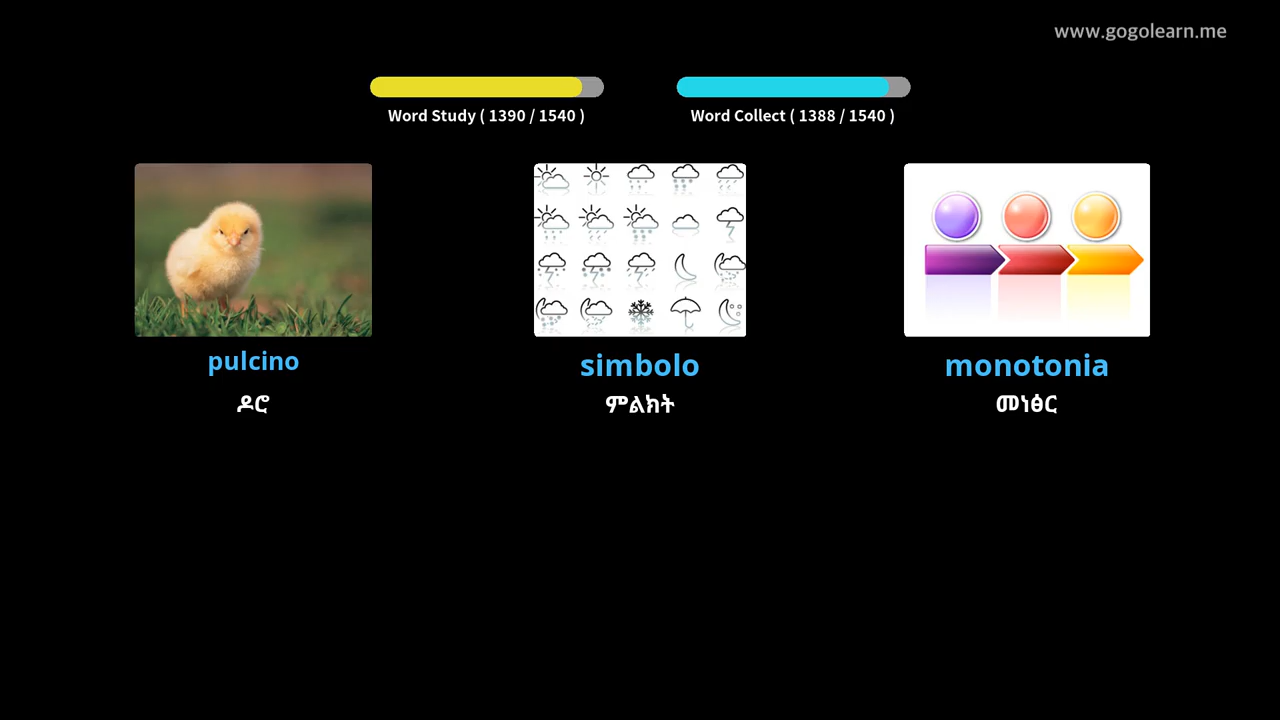 www.gogolearn.me
Word Study ( 1390 / 1540 )
Word Collect ( 1388 / 1540 )
pulcino
simbolo
monotonia
ዶሮ
ምልክት
መነፅር